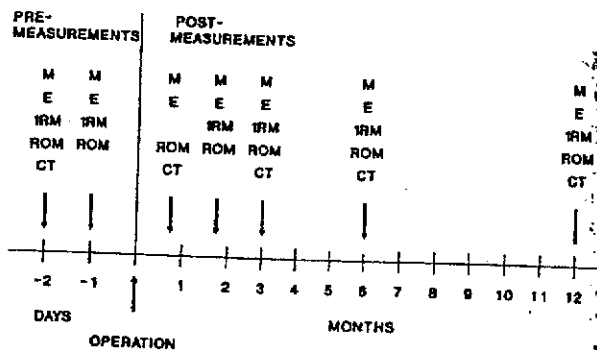 PRE-
MEASUREMENTS
POST-
MEASUREMENTS
M M M M M M M
E E E E E E E
1RM 1RM 1RM 1RM 1RM 1RM
ROM ROM ROM ROM ROM ROM ROM
CT CT CT CT CT
-2 -1 1 2 3 4 5 6 7 8 9 10 11 12
DAYS MONTHS
OPERATION